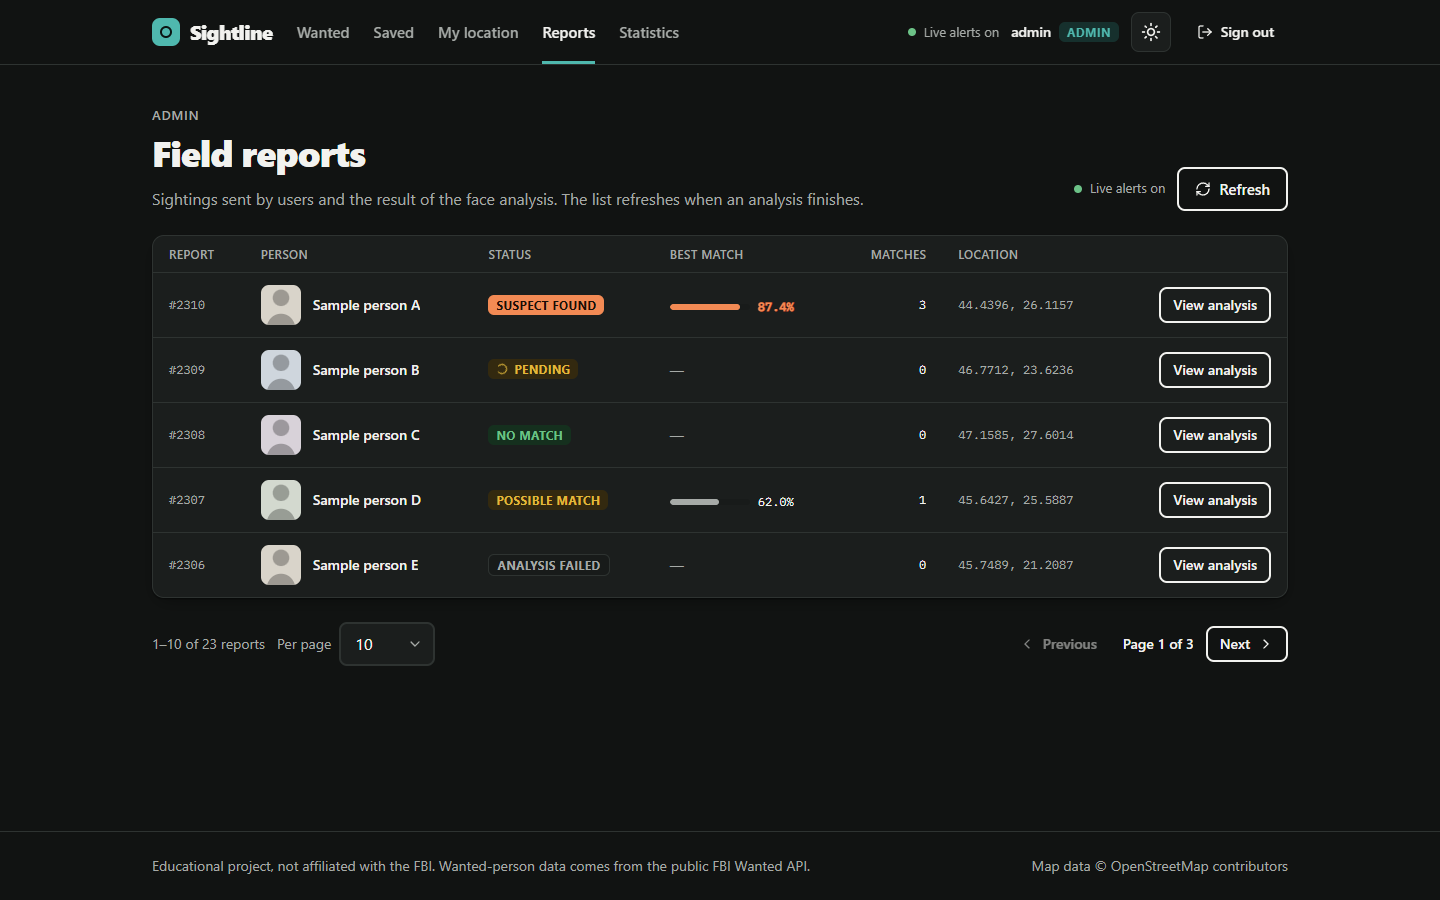 Sightline Wanted Saved My location Reports Statistics Live alerts on admin ADMIN Sign out
ADMIN
Field reports
Sightings sent by users and the result of the face analysis. The list refreshes when an analysis finishes.
Live alerts on Refresh
REPORT PERSON STATUS BEST MATCH MATCHES LOCATION
#2310 Sample person A SUSPECT FOUND 87.4% 3 44.4396, 26.1157 View analysis
#2309 Sample person B PENDING — 0 46.7712, 23.6236 View analysis
#2308 Sample person C NO MATCH — 0 47.1585, 27.6014 View analysis
#2307 Sample person D POSSIBLE MATCH 62.0% 1 45.6427, 25.5887 View analysis
#2306 Sample person E ANALYSIS FAILED — 0 45.7489, 21.2087 View analysis
1–10 of 23 reports Per page 10 Previous Page 1 of 3 Next
Educational project, not affiliated with the FBI. Wanted-person data comes from the public FBI Wanted API. Map data © OpenStreetMap contributors